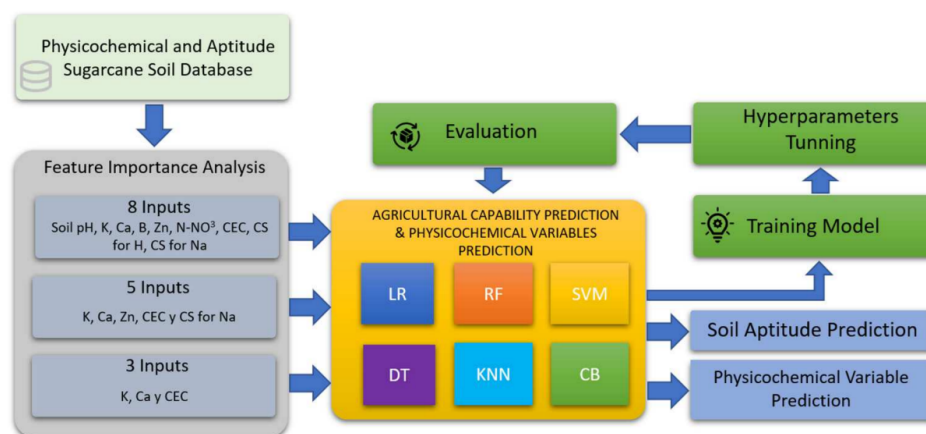 Physicochemical and Aptitude
Sugarcane Soil Database
Feature Importance Analysis
8 Inputs
Soil pH, K, Ca, B, Zn, N-NO³, CEC, CS
for H, CS for Na
5 Inputs
K, Ca, Zn, CEC y CS for Na
3 Inputs
K, Ca y CEC
Evaluation
Hyperparameters
Tunning
Training Model
AGRICULTURAL CAPABILITY PREDICTION
& PHYSICOCHEMICAL VARIABLES
PREDICTION
LR
RF
SVM
DT
KNN
CB
Soil Aptitude Prediction
Physicochemical Variable
Prediction